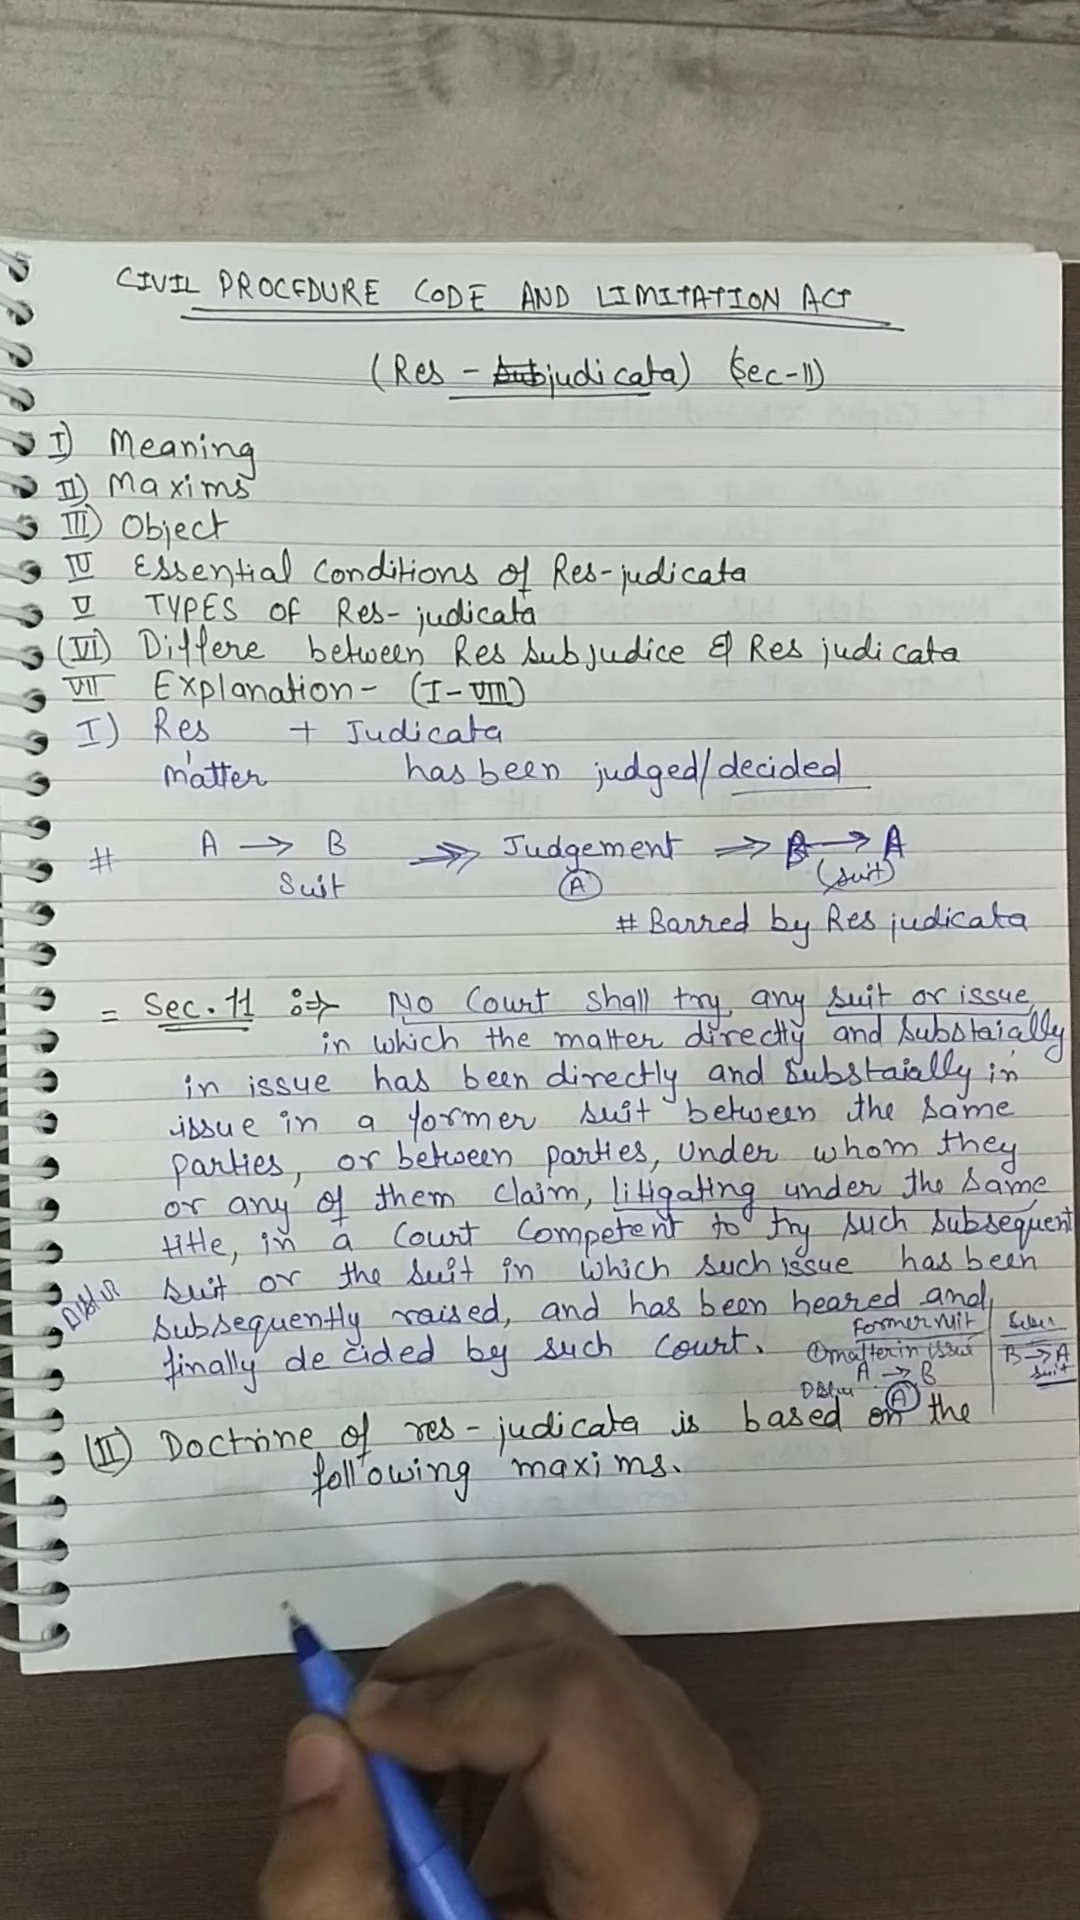 CIVIL PROCEDURE CODE AND LIMITATION ACT
(Res - judicata) (Sec-11)
I) Meaning
II) Maxims
III) Object
IV Essential Conditions of Res-judicata
V TYPES of Res-judicata
(VI) Differe between Res Subjudice & Res judicata
VII Explanation- (I-VIII)
I) Res + Judicata
matter has been judged/decided
# A → B ⇒ Judgement ⇒ B → A
Suit (A) (suit)
# Barred by Res judicata
= Sec. 11 :⇒ No Court shall try any suit or issue
in which the matter directly and substaially
in issue has been directly and substaially in
issue in a former suit between the same
parties, or between parties, under whom they
or any of them claim, litigating under the same
title, in a Court Competent to try such subsequent
suit or the suit in which such issue has been
subsequently raised, and has been heared and
finally decided by such Court.
Former suit
① matter in issue B → A
A → B suit
(A)
(II) Doctrine of res-judicata is based on the
following maxims.